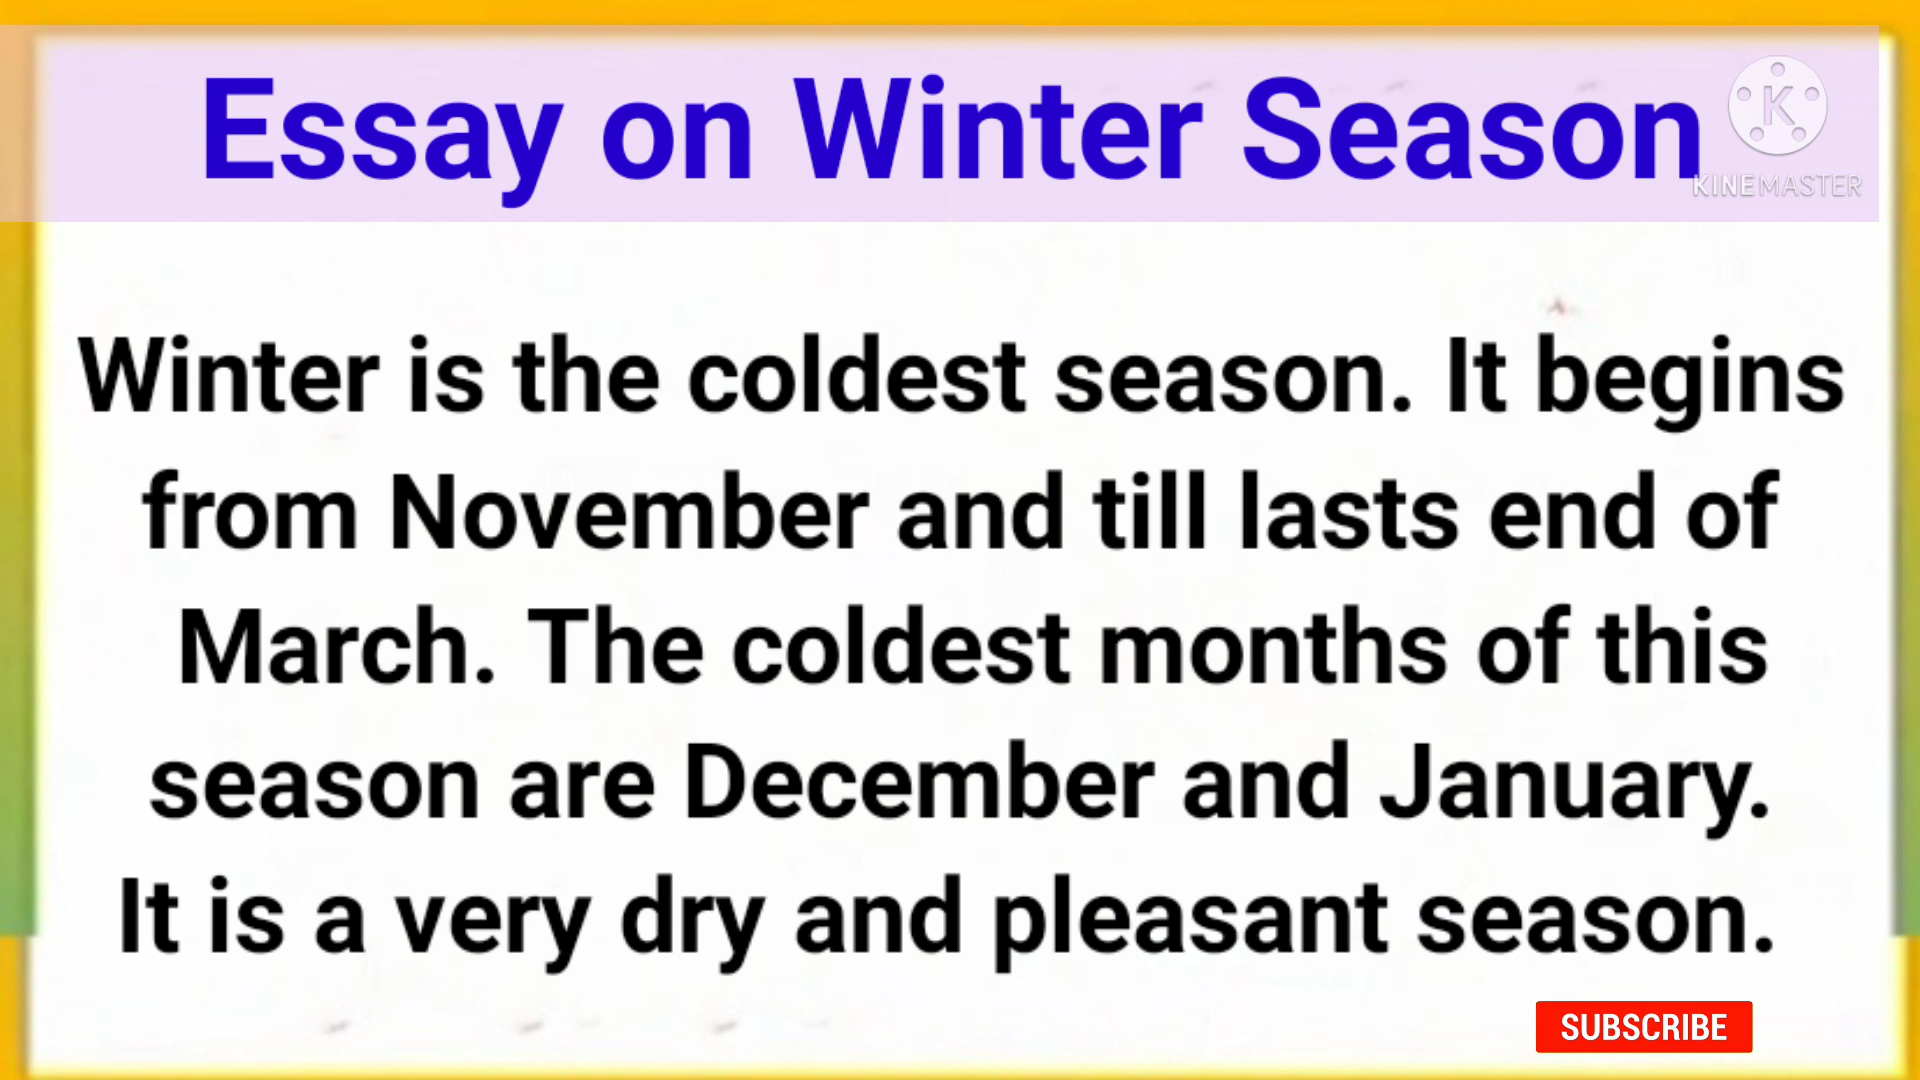 Essay on Winter Season
KINEMASTER
Winter is the coldest season. It begins
from November and till lasts end of
March. The coldest months of this
season are December and January.
It is a very dry and pleasant season.
SUBSCRIBE